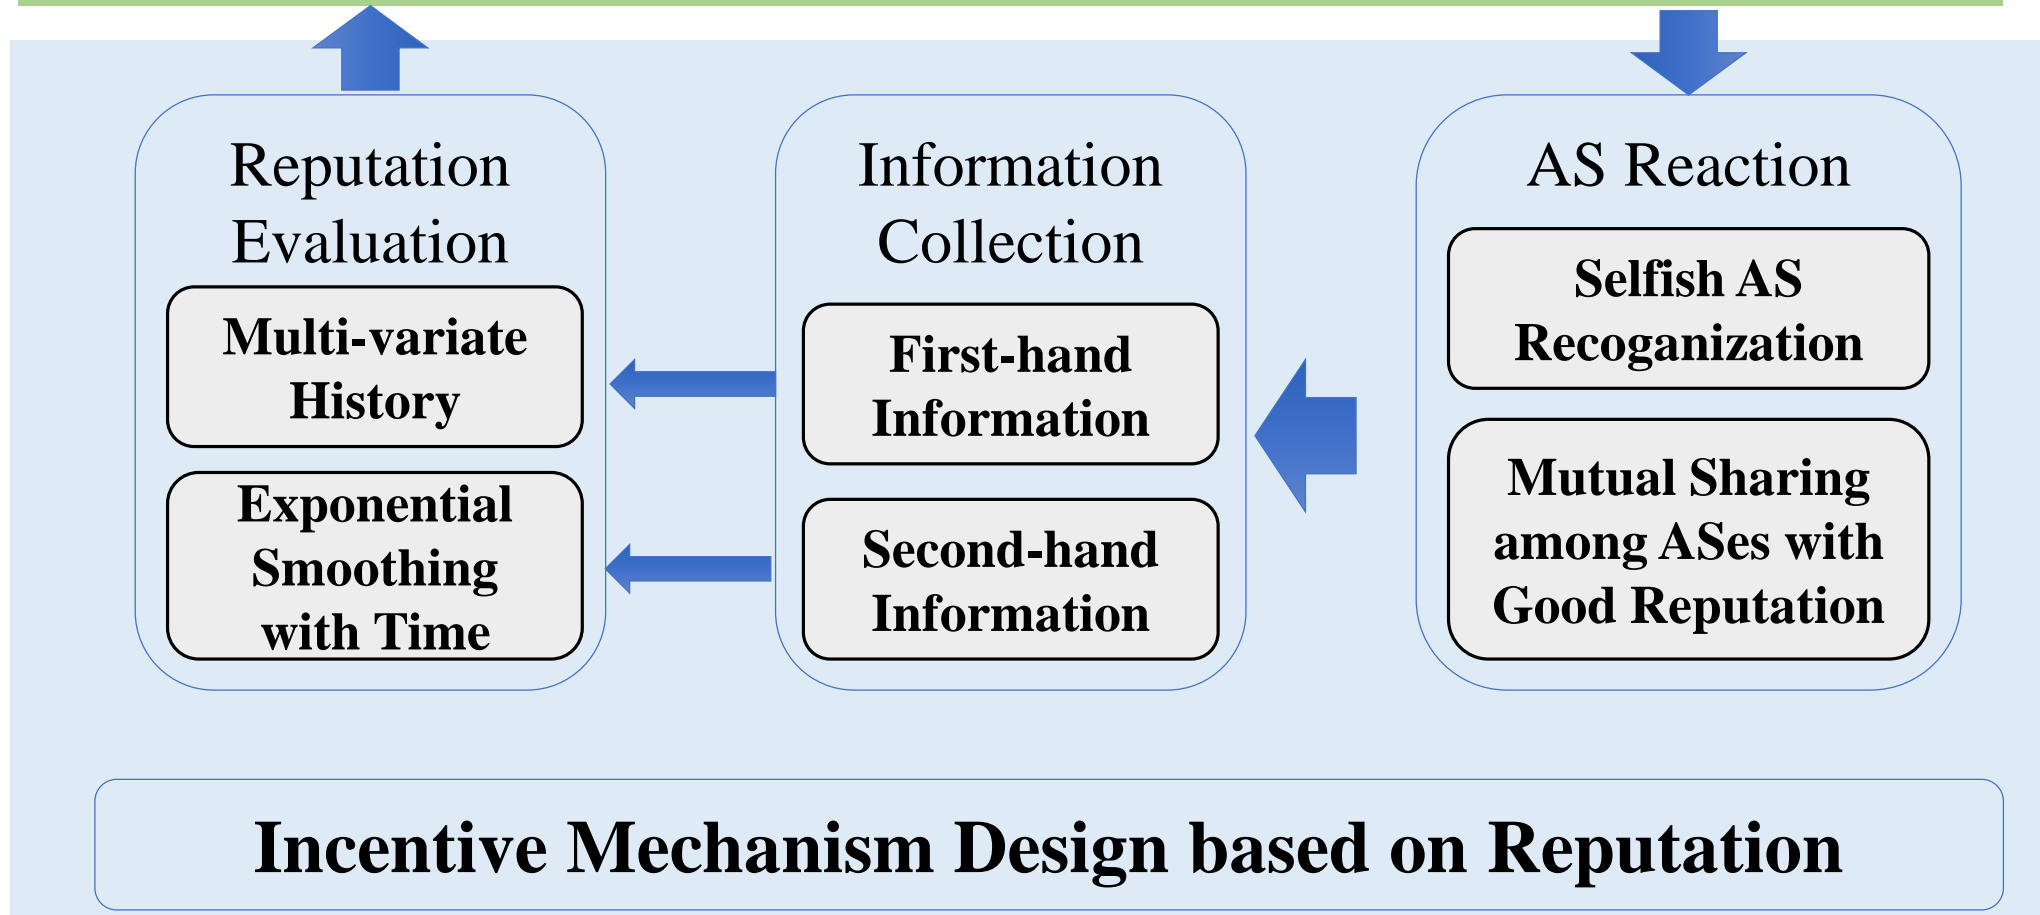 Reputation
Evaluation
Multi-variate
History
Exponential
Smoothing
with Time
Information
Collection
First-hand
Information
Second-hand
Information
AS Reaction
Selfish AS
Recoganization
Mutual Sharing
among ASes with
Good Reputation
Incentive Mechanism Design based on Reputation